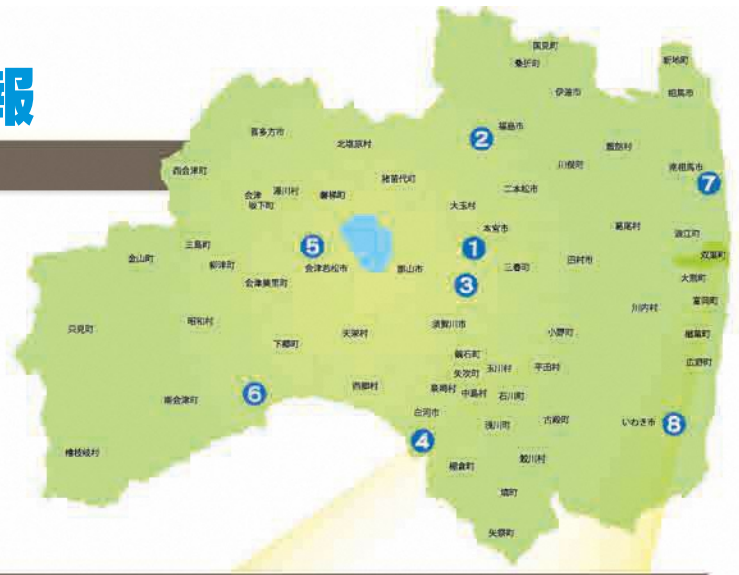 報
国見町
桑折町
新地町
伊達市
相馬市
喜多方市
福島市
2
北塩原村
飯舘村
西会津町
川俣町
南相馬市
猪苗代町
7
会津
坂下町
湯川村
磐梯町
二本松市
大玉村
本宮市
葛尾村
浪江町
三島町
5
1
金山町
柳津町
会津若松市
郡山市
三春町
田村市
双葉町
会津美里町
3
大熊町
川内村
富岡町
只見町
昭和村
天栄村
須賀川市
小野町
楢葉町
下郷町
鏡石町
矢吹町
玉川村
平田村
広野町
6
西郷村
泉崎村
中島村
石川町
南会津町
白河市
浅川町
古殿町
いわき市
8
4
檜枝岐村
棚倉町
鮫川村
塙町
矢祭町